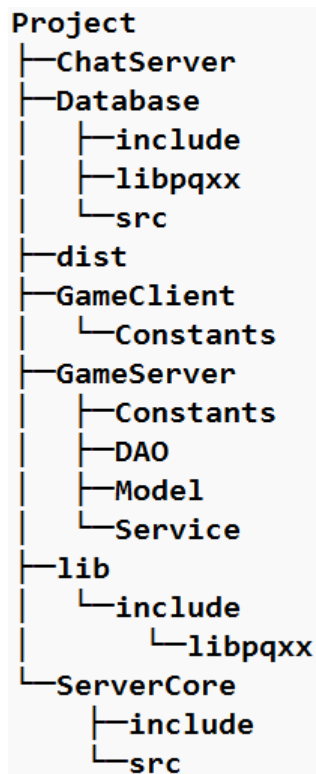 Project
├─ChatServer
├─Database
│  ├─include
│  ├─libpqxx
│  └─src
├─dist
├─GameClient
│  └─Constants
├─GameServer
│  ├─Constants
│  ├─DAO
│  ├─Model
│  └─Service
├─lib
│  └─include
│      └─libpqxx
└─ServerCore
    ├─include
    └─src